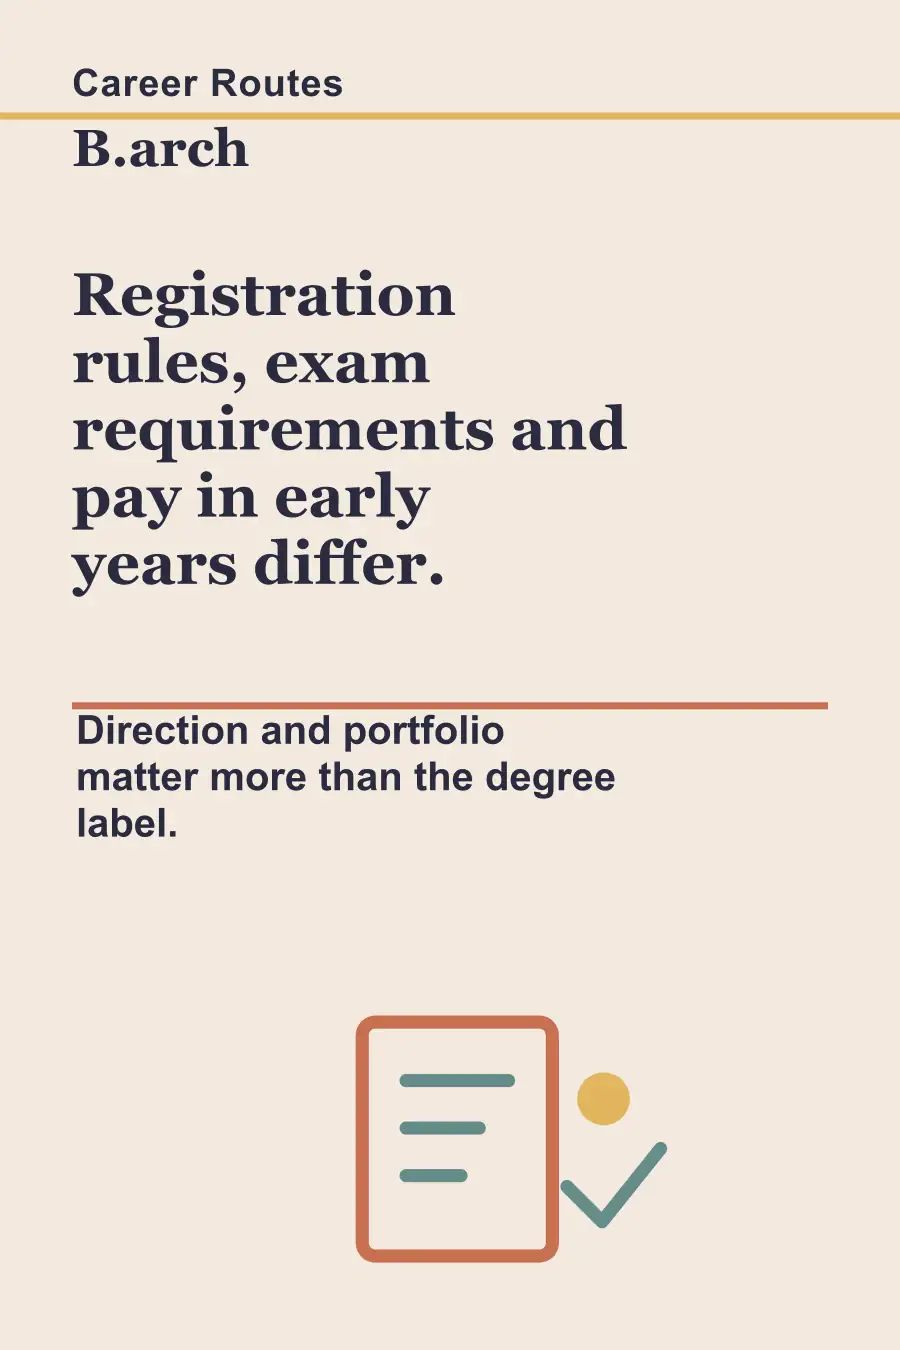 Career Routes
B.arch
Registration
rules, exam
requirements and
pay in early
years differ.
Direction and portfolio
matter more than the degree
label.